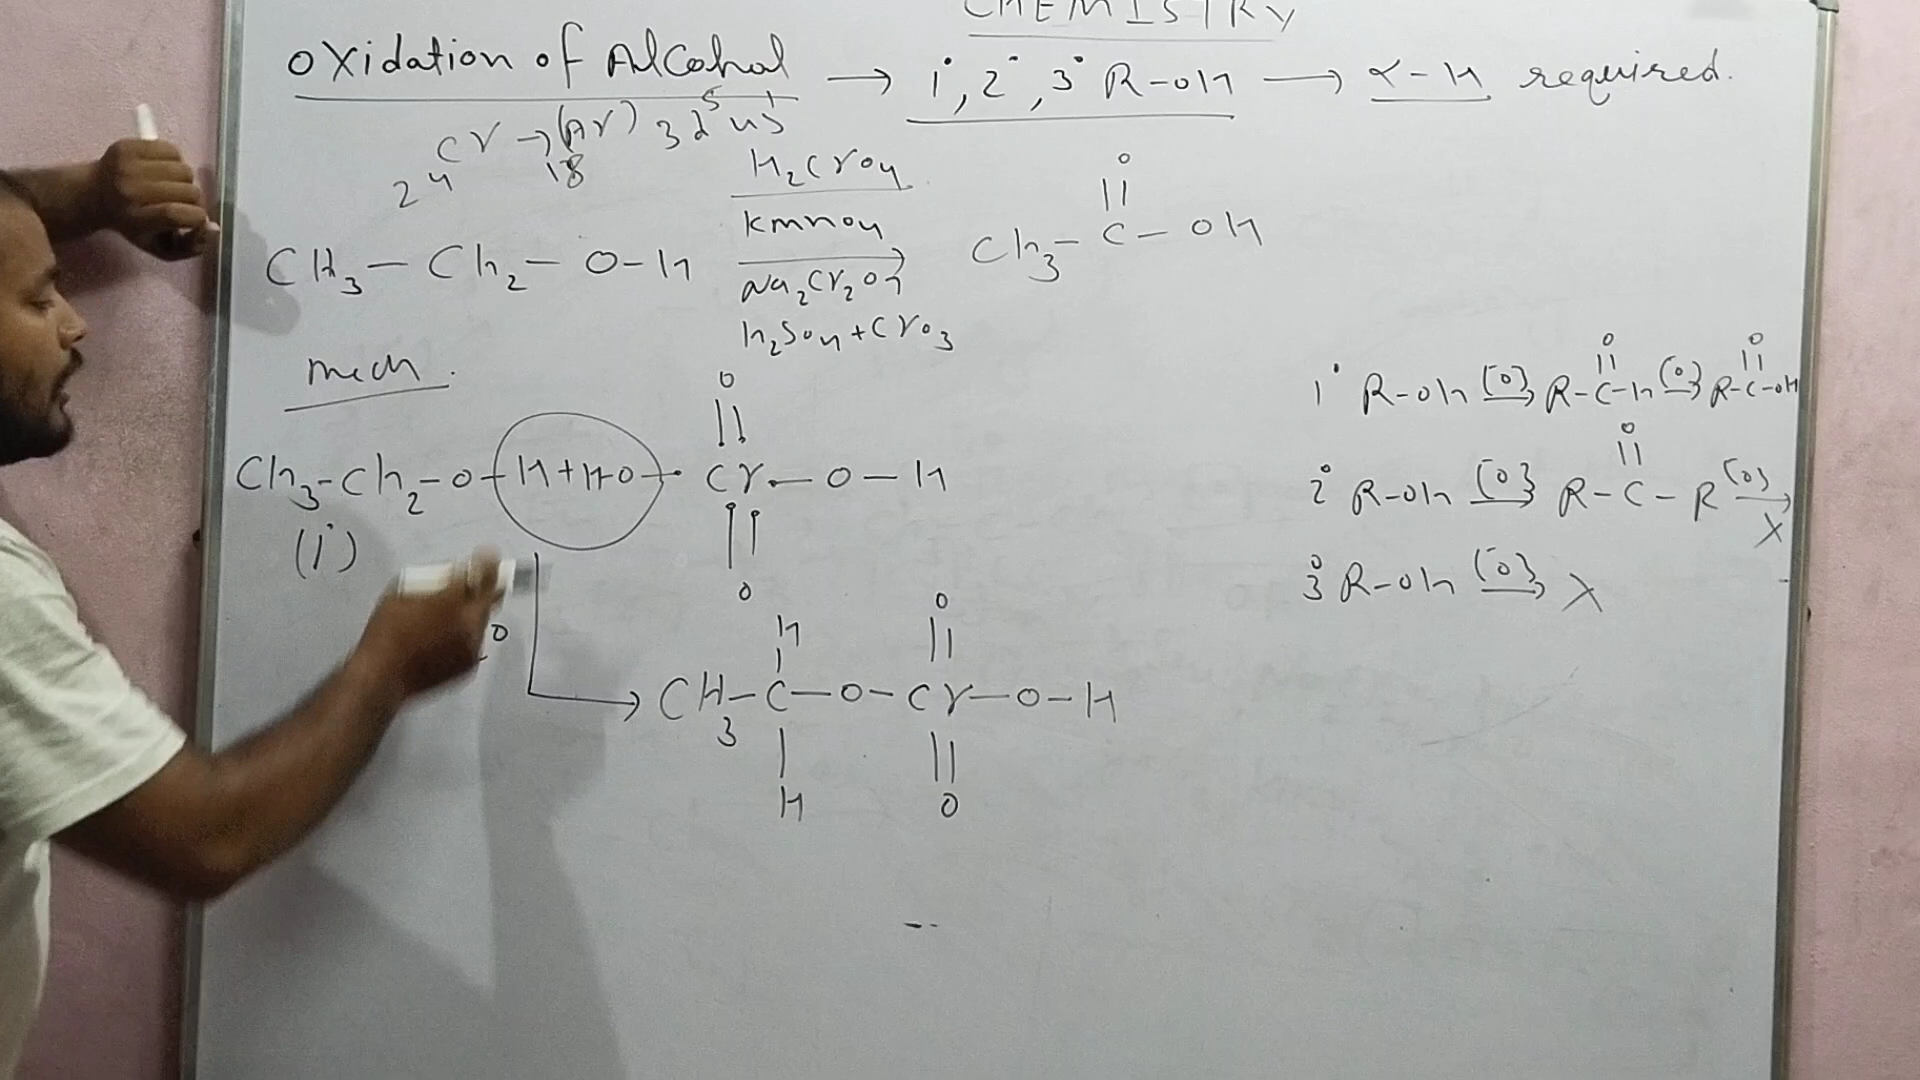 CHEMISTRY
Oxidation of Alcohal → 1°, 2°, 3° R-OH → α-H required.
24 Cr → (Ar) 3d5 4s1
18
H2CrO4
KMnO4
CH3-CH2-O-H → CH3-C-OH
O
||
Na2Cr2O7
H2SO4+CrO3
mech.
1° R-OH [O]→ R-C-H [O]→ R-C-OH
O
||
O
||
CH3-CH2-O-H+HO-Cr-O-H
O
||
||
O
(1°)
2° R-OH [O]→ R-C-R [O]→ X
O
||
3° R-OH [O]→ X
O
H
|
O
||
→ CH3-C-O-Cr-O-H
|
H
||
O